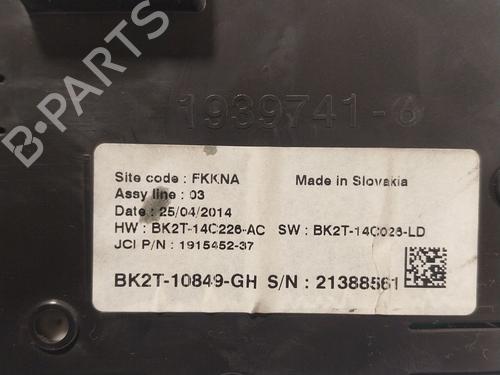 1939741-6
Site code : FKKNA Made in Slovakia
Assy line : 03
Date : 25/04/2014
HW : BK2T-14C226-AC SW : BK2T-14C026-LD
JCI P/N : 1915452-37
BK2T-10849-GH S/N : 21388561
B-PARTS